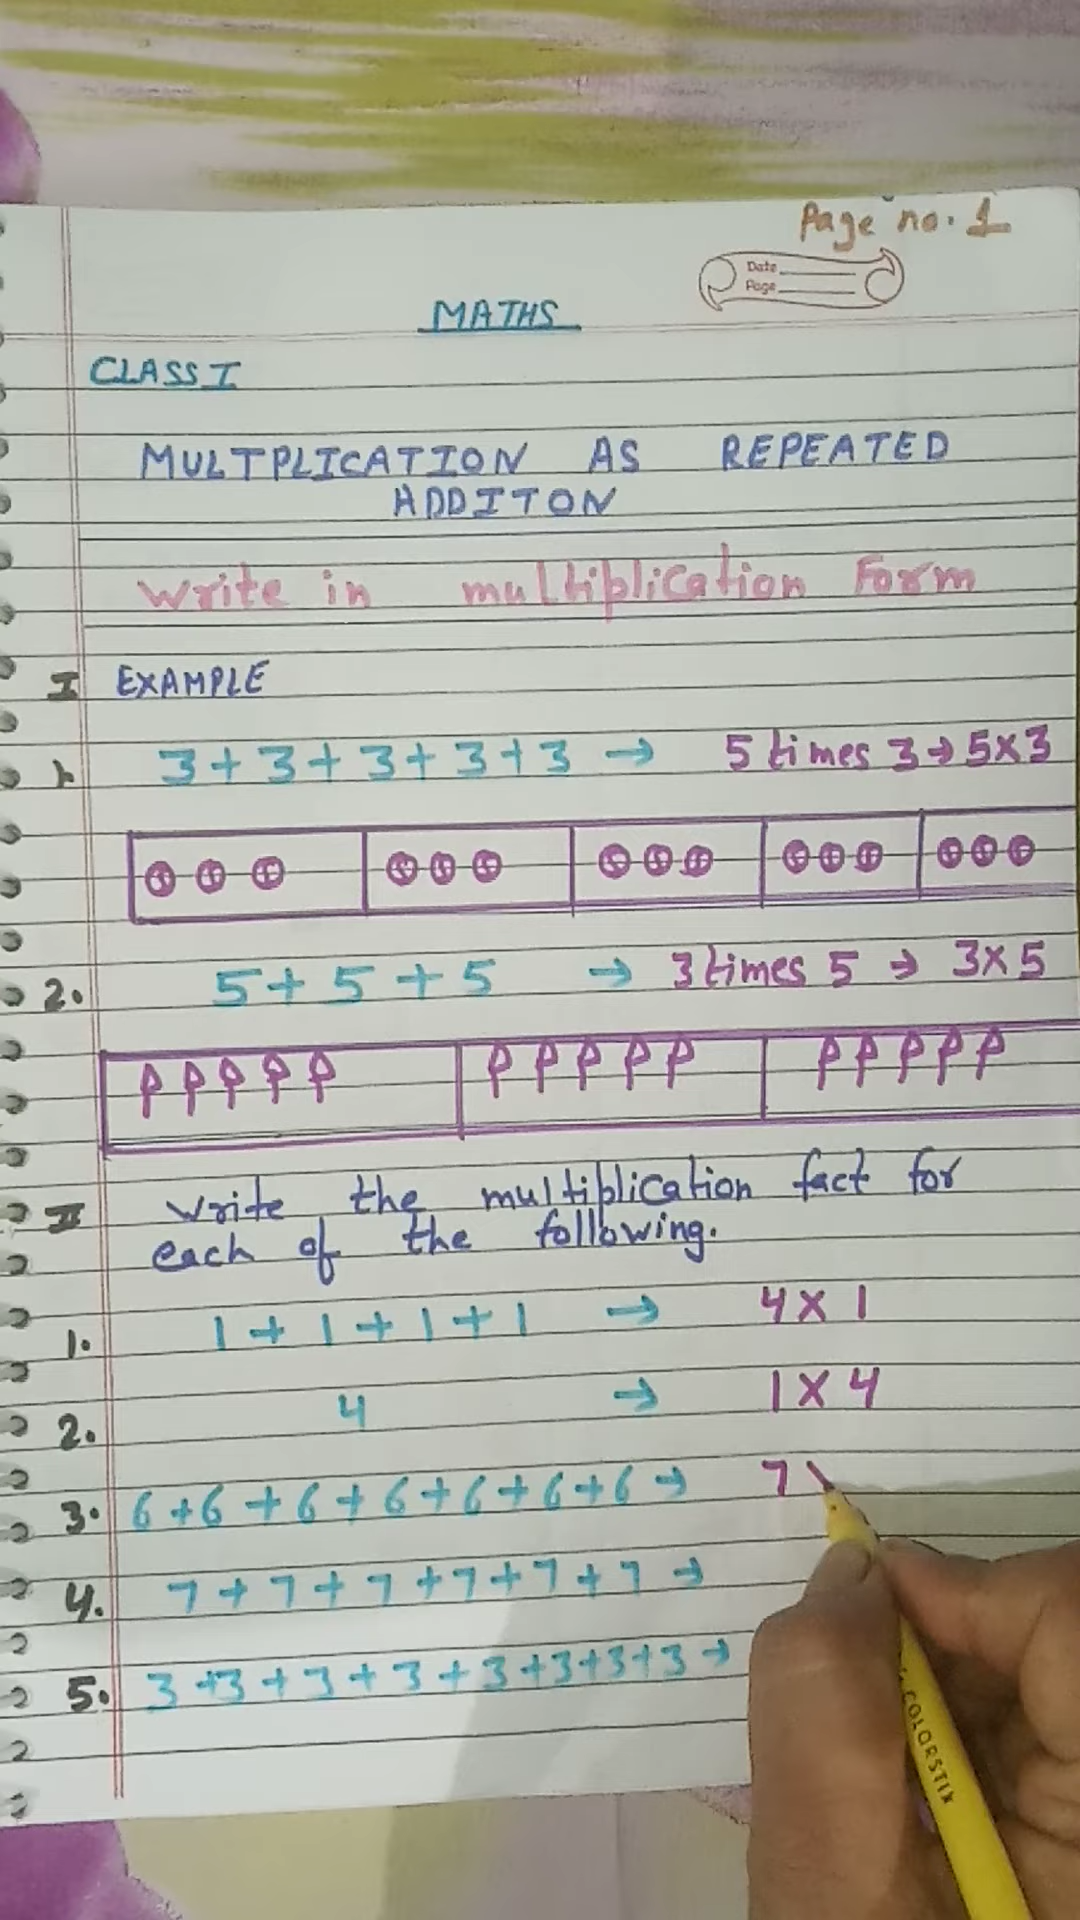 Page no. 1
Date
Page
MATHS
CLASS I
MULTPLICATION AS REPEATED
ADDITON
Write in multiplication Form
I EXAMPLE
1. 3+3+3+3+3 → 5 times 3 → 5×3
2. 5+5+5 → 3 times 5 → 3×5
II Write the multiplication fact for
each of the following.
1. 1+1+1+1 → 4×1
2. 4 → 1×4
3. 6+6+6+6+6+6+6 → 7
4. 7+7+7+7+7+7 →
5. 3+3+3+3+3+3+3+3 →
COLORSTIX